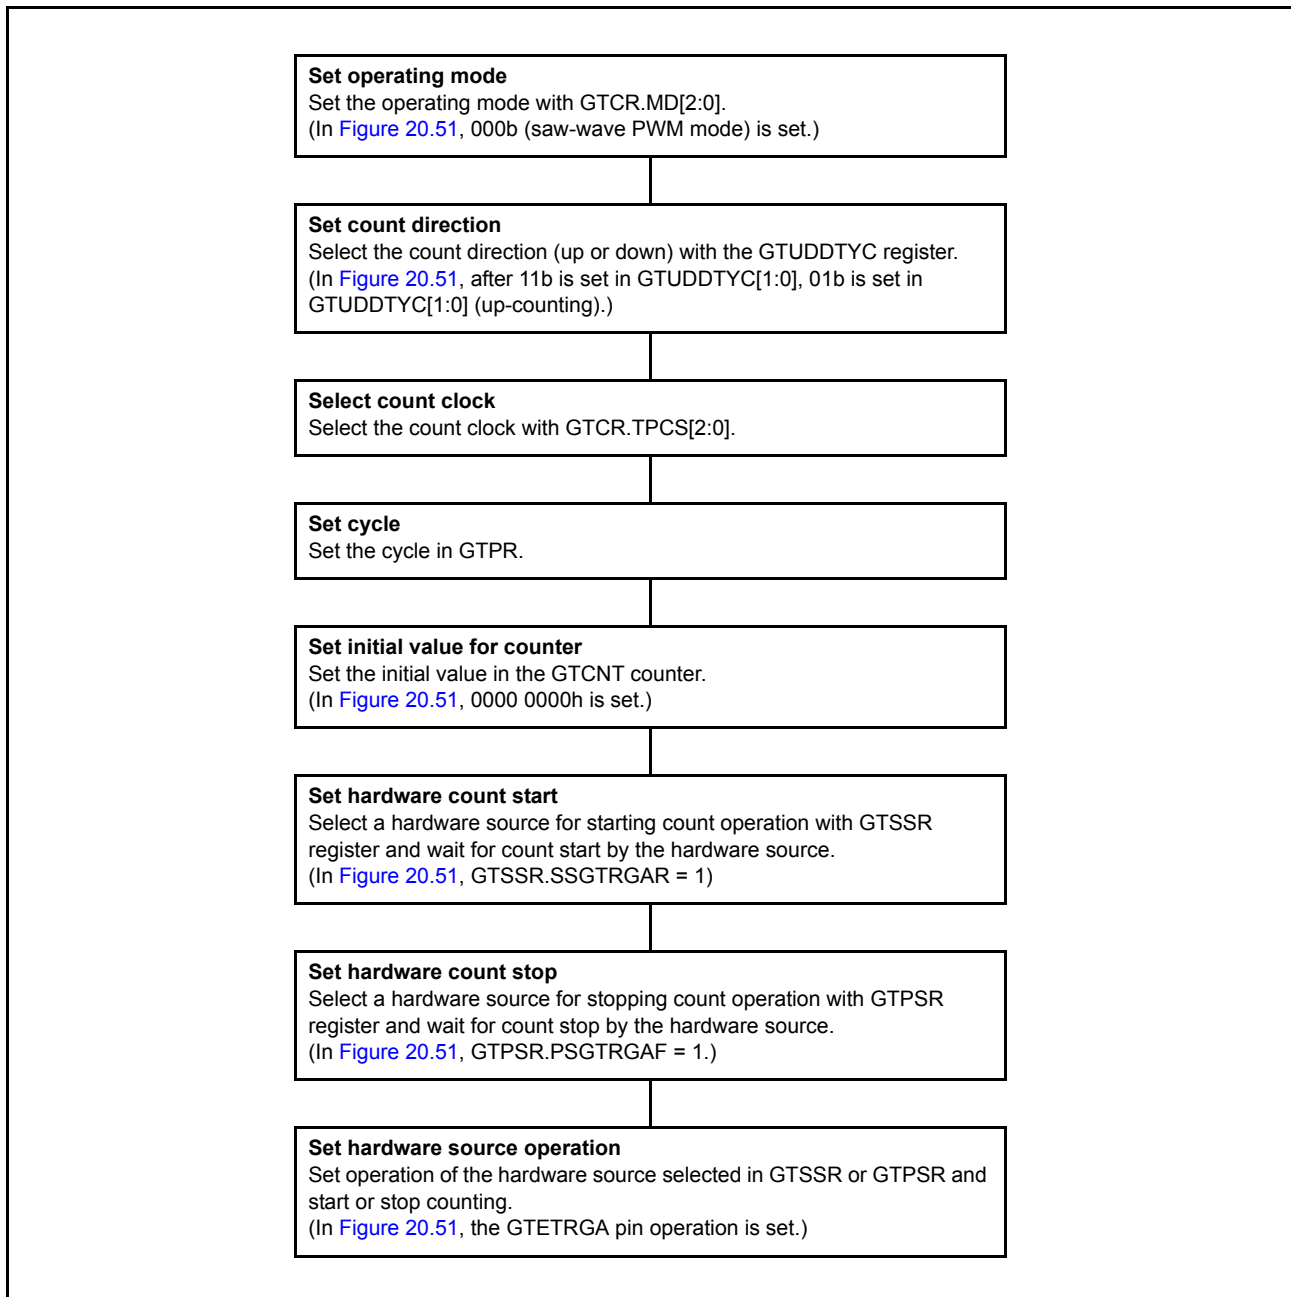 Set operating mode
Set the operating mode with GTCR.MD[2:0].
(In Figure 20.51, 000b (saw-wave PWM mode) is set.)
Set count direction
Select the count direction (up or down) with the GTUDDTYC register.
(In Figure 20.51, after 11b is set in GTUDDTYC[1:0], 01b is set in
GTUDDTYC[1:0] (up-counting).)
Select count clock
Select the count clock with GTCR.TPCS[2:0].
Set cycle
Set the cycle in GTPR.
Set initial value for counter
Set the initial value in the GTCNT counter.
(In Figure 20.51, 0000 0000h is set.)
Set hardware count start
Select a hardware source for starting count operation with GTSSR
register and wait for count start by the hardware source.
(In Figure 20.51, GTSSR.SSGTRGAR = 1)
Set hardware count stop
Select a hardware source for stopping count operation with GTPSR
register and wait for count stop by the hardware source.
(In Figure 20.51, GTPSR.PSGTRGAF = 1.)
Set hardware source operation
Set operation of the hardware source selected in GTSSR or GTPSR and
start or stop counting.
(In Figure 20.51, the GTETRGA pin operation is set.)